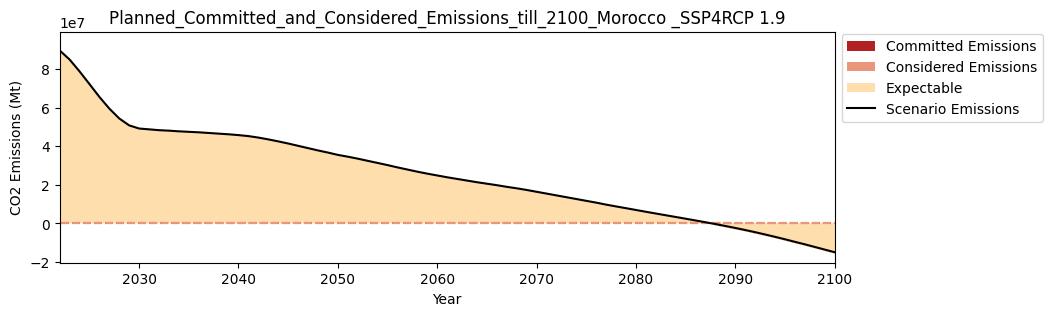 Planned_Committed_and_Considered_Emissions_till_2100_Morocco _SSP4RCP 1.9
1e7
8
6
4
2
0
−2
CO2 Emissions (Mt)
2030 2040 2050 2060 2070 2080 2090 2100
Year
Committed Emissions
Considered Emissions
Expectable
Scenario Emissions